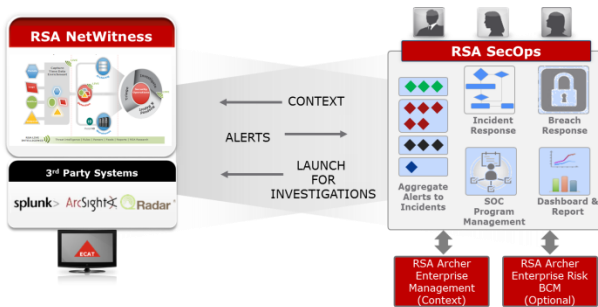 RSA NetWitness
3rd Party Systems
splunk>
ArcSight
Radar
ECAT
CONTEXT
ALERTS
LAUNCH
FOR
INVESTIGATIONS
RSA SecOps
Aggregate
Alerts to
Incidents
Incident
Response
Breach
Response
SOC
Program
Management
Dashboard &
Report
RSA Archer
Enterprise
Management
(Context)
RSA Archer
Enterprise Risk
BCM
(Optional)